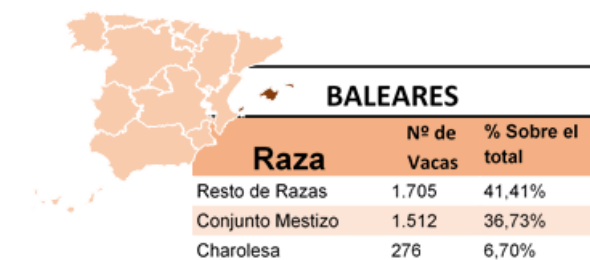 BALEARES
Raza Nº de Vacas % Sobre el total
Resto de Razas 1.705 41,41%
Conjunto Mestizo 1.512 36,73%
Charolesa 276 6,70%